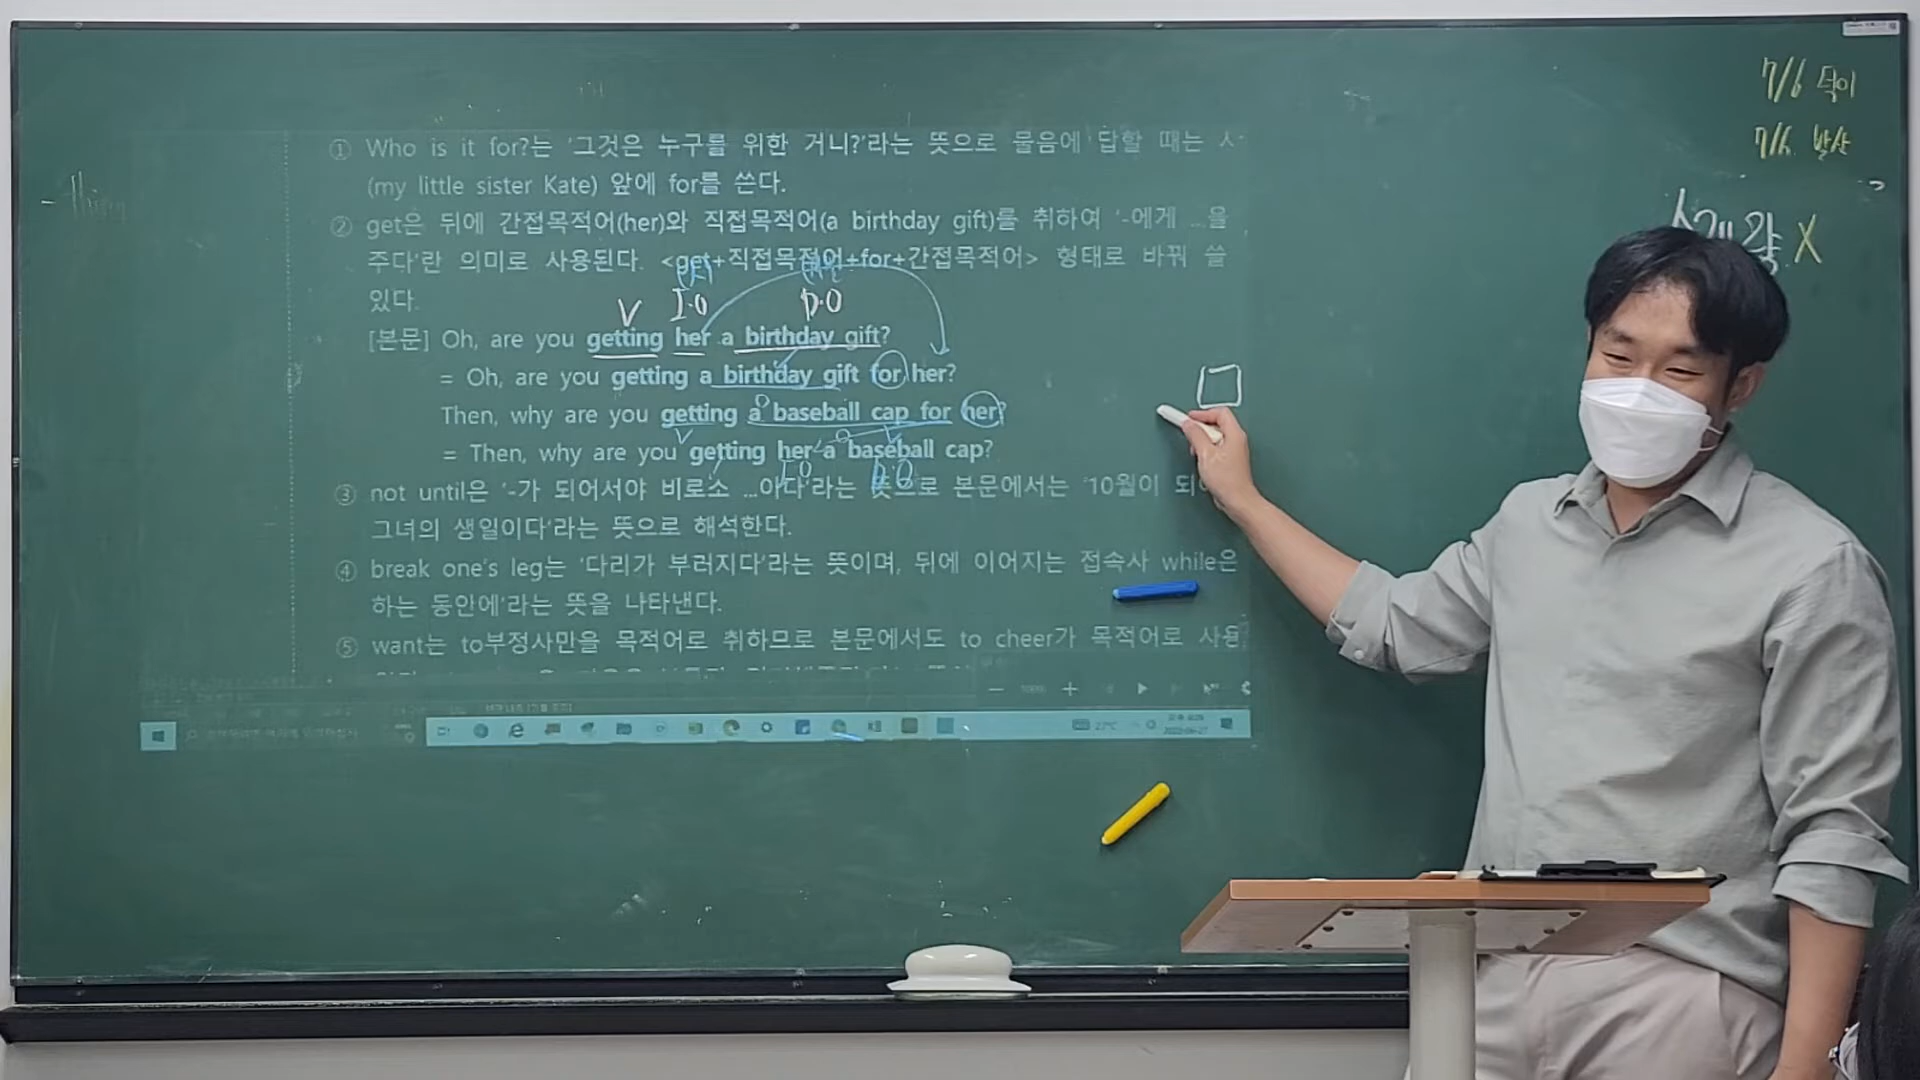 7/6
7/6 발산
X
① Who is it for?는 '그것은 누구를 위한 거니?'라는 뜻으로 물음에 답할 때는
(my little sister Kate) 앞에 for를 쓴다.
② get은 뒤에 간접목적어(her)와 직접목적어(a birthday gift)를 취하여 '-에게 ...을
주다'란 의미로 사용된다. <get+직접목적어+for+간접목적어> 형태로 바꿔 쓸
있다.
V I·O D·O
[본문] Oh, are you getting her a birthday gift?
= Oh, are you getting a birthday gift for her?
Then, why are you getting a baseball cap for her?
= Then, why are you getting her a baseball cap?
I·O D·O
③ not until은 '-가 되어서야 비로소 ...이다'라는 뜻으로 본문에서는 '10월이
그녀의 생일이다'라는 뜻으로 해석한다.
④ break one's leg는 '다리가 부러지다'라는 뜻이며, 뒤에 이어지는 접속사 while은
하는 동안에'라는 뜻을 나타낸다.
⑤ want는 to부정사만을 목적어로 취하므로 본문에서도 to cheer가 목적어로
27°C